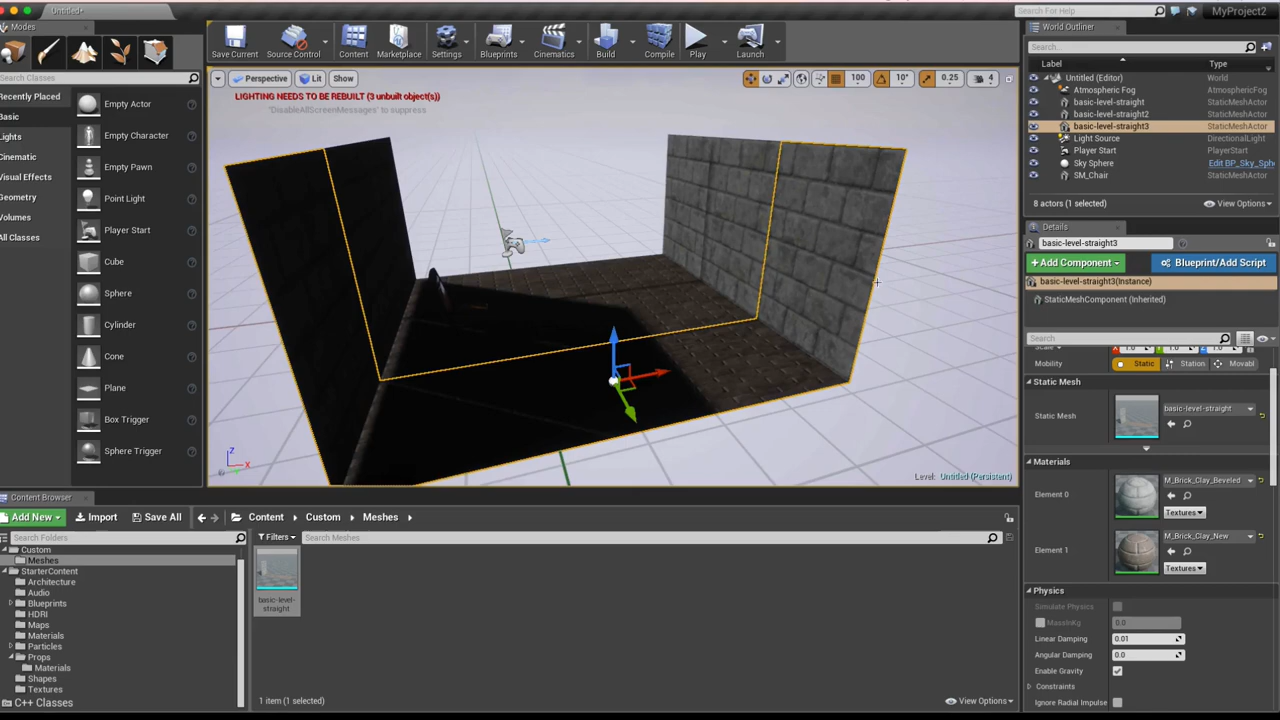 Untitled*
Search For Help
MyProject2
Modes
Search Classes
Recently Placed
Basic
Lights
Cinematic
Visual Effects
Geometry
Volumes
All Classes
Empty Actor
Empty Character
Empty Pawn
Point Light
Player Start
Cube
Sphere
Cylinder
Cone
Plane
Box Trigger
Sphere Trigger
Save Current
Source Control
Content
Marketplace
Settings
Blueprints
Cinematics
Build
Compile
Play
Launch
Perspective
Lit
Show
100
10°
0.25
4
LIGHTING NEEDS TO BE REBUILT (3 unbuilt object(s))
"DisableAllScreenMessages" to suppress
Z
X
Level: Untitled (Persistent)
World Outliner
Search...
Label
Type
Untitled (Editor)
World
Atmospheric Fog
AtmosphericFog
basic-level-straight
StaticMeshActor
basic-level-straight2
StaticMeshActor
basic-level-straight3
StaticMeshActor
Light Source
DirectionalLight
Player Start
PlayerStart
Sky Sphere
Edit BP_Sky_Sph
SM_Chair
StaticMeshActor
8 actors (1 selected)
View Options
Details
basic-level-straight3
+Add Component
Blueprint/Add Script
basic-level-straight3(Instance)
StaticMeshComponent (Inherited)
Search
Mobility
Static
Station
Movabl
Static Mesh
Static Mesh
basic-level-straight
Materials
Element 0
M_Brick_Clay_Beveled
Textures
Element 1
M_Brick_Clay_New
Textures
Physics
Simulate Physics
MassInKg
0.0
Linear Damping
0.01
Angular Damping
0.0
Enable Gravity
Constraints
Ignore Radial Impulse
Content Browser
Add New
Import
Save All
Content
Custom
Meshes
Search Folders
Custom
Meshes
StarterContent
Architecture
Audio
Blueprints
HDRI
Maps
Materials
Particles
Props
Materials
Shapes
Textures
C++ Classes
Filters
Search Meshes
basic-level-
straight
1 item (1 selected)
View Options